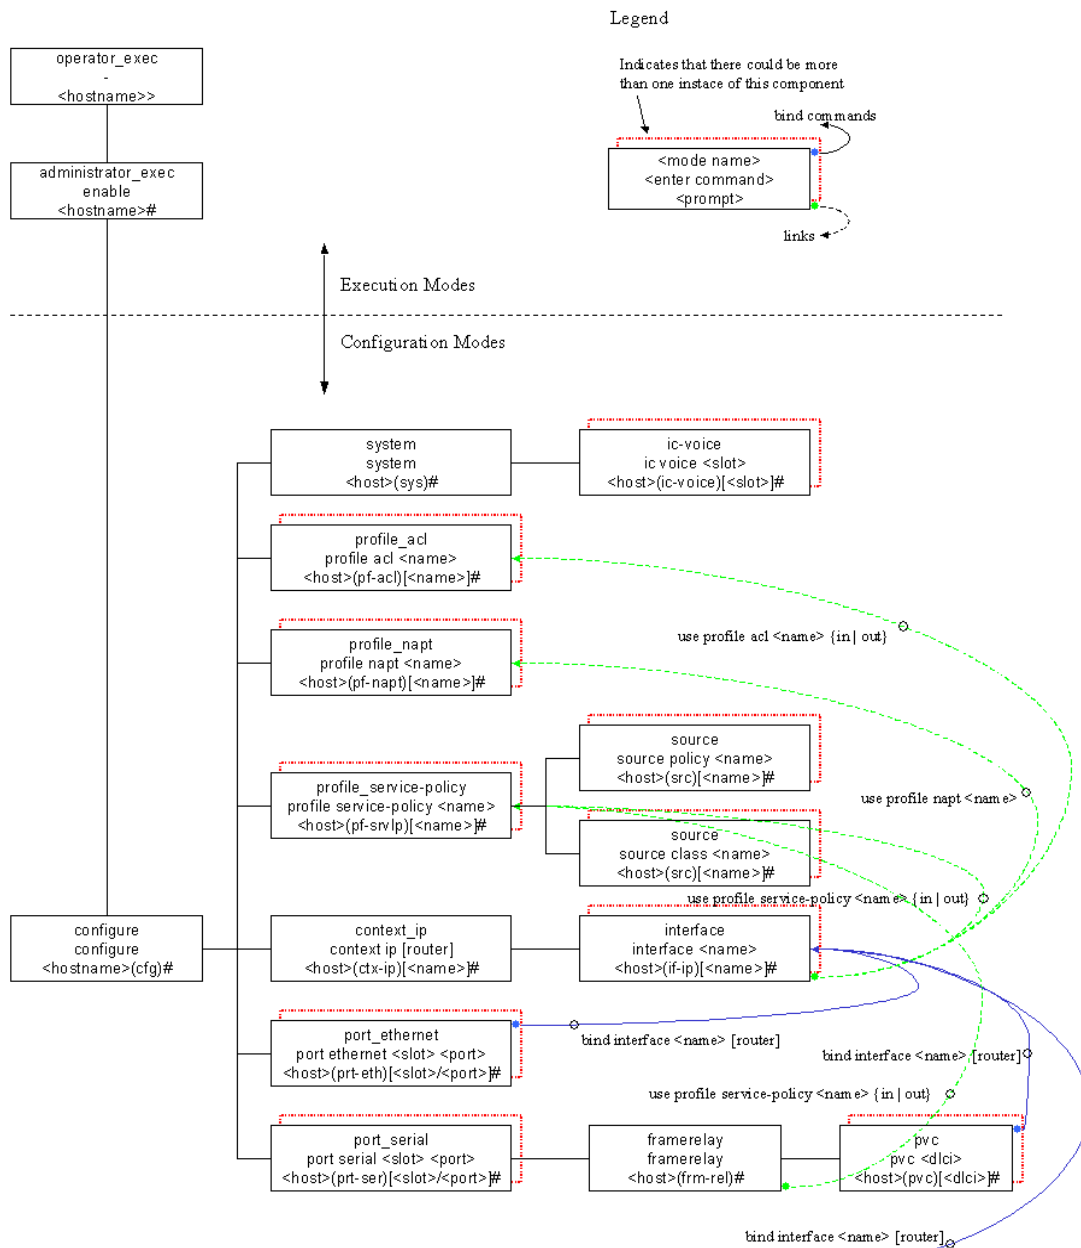 Legend
operator_exec
-
<hostname>>
Indicates that there could be more
than one instace of this component
bind commands
administrator_exec
enable
<hostname>#
<mode name>
<enter command>
<prompt>
links
Execution Modes
Configuration Modes
system
system
<host>(sys)#
ic-voice
ic voice <slot>
<host>(ic-voice)[<slot>]#
profile_acl
profile acl <name>
<host>(pf-acl)[<name>]#
use profile acl <name> {in | out}
profile_napt
profile napt <name>
<host>(pf-napt)[<name>]#
source
source policy <name>
<host>(src)[<name>]#
profile_service-policy
profile service-policy <name>
<host>(pf-srvlp)[<name>]#
use profile napt <name>
source
source class <name>
<host>(src)[<name>]#
use profile service-policy <name> {in | out}
configure
configure
<hostname>(cfg)#
context_ip
context ip [router]
<host>(ctx-ip)[<name>]#
interface
interface <name>
<host>(if-ip)[<name>]#
port_ethernet
port ethernet <slot> <port>
<host>(prt-eth)[<slot>/<port>]#
bind interface <name> [router]
bind interface <name> [router]
use profile service-policy <name> {in | out}
port_serial
port serial <slot> <port>
<host>(prt-ser)[<slot>/<port>]#
framerelay
framerelay
<host>(frm-rel)#
pvc
pvc <dlci>
<host>(pvc)[<dlci>]#
bind interface <name> [router]